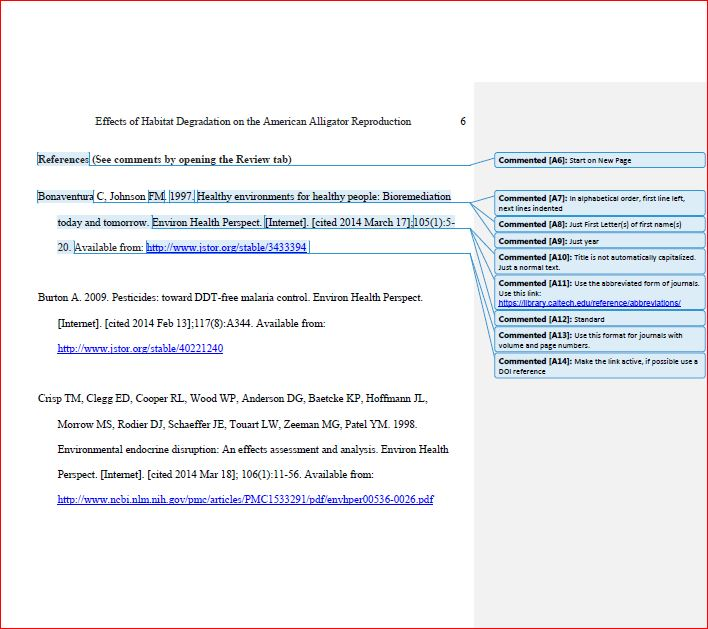 Effects of Habitat Degradation on the American Alligator Reproduction 6
References (See comments by opening the Review tab)
Bonaventura C, Johnson FM. 1997. Healthy environments for healthy people: Bioremediation
today and tomorrow. Environ Health Perspect. [Internet]. [cited 2014 March 17];105(1):5-
20. Available from: http://www.jstor.org/stable/3433394
Burton A. 2009. Pesticides: toward DDT-free malaria control. Environ Health Perspect.
[Internet]. [cited 2014 Feb 13];117(8):A344. Available from:
http://www.jstor.org/stable/40221240
Crisp TM, Clegg ED, Cooper RL, Wood WP, Anderson DG, Baetcke KP, Hoffmann JL,
Morrow MS, Rodier DJ, Schaeffer JE, Touart LW, Zeeman MG, Patel YM. 1998.
Environmental endocrine disruption: An effects assessment and analysis. Environ Health
Perspect. [Internet]. [cited 2014 Mar 18]; 106(1):11-56. Available from:
http://www.ncbi.nlm.nih.gov/pmc/articles/PMC1533291/pdf/envhper00536-0026.pdf
Commented [A6]: Start on New Page
Commented [A7]: In alphabetical order, first line left,
next lines indented
Commented [A8]: Just First Letter(s) of first name(s)
Commented [A9]: Just year
Commented [A10]: Title is not automatically capitalized.
Just a normal text.
Commented [A11]: Use the abbreviated form of journals.
Use this link:
https://library.caltech.edu/reference/abbreviations/
Commented [A12]: Standard
Commented [A13]: Use this format for journals with
volume and page numbers.
Commented [A14]: Make the link active, if possible use a
DOI reference